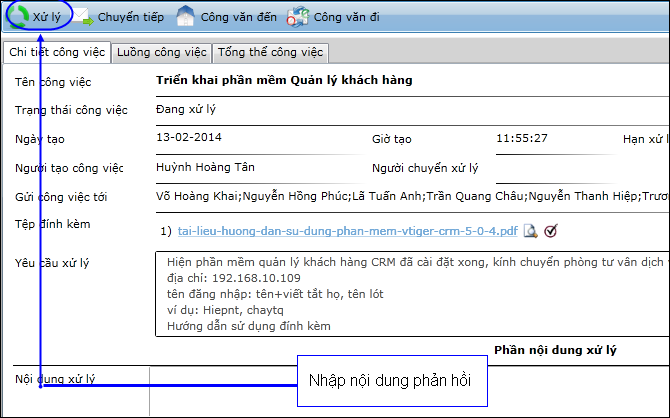 Xử lý Chuyển tiếp Công văn đến Công văn đi
Chi tiết công việc Luồng công việc Tổng thể công việc
Tên công việc Triển khai phần mềm Quản lý khách hàng
Trạng thái công việc Đang xử lý
Ngày tạo 13-02-2014 Giờ tạo 11:55:27 Hạn xử
Người tạo công việc Huỳnh Hoàng Tân Người chuyển xử lý
Gửi công việc tới Võ Hoàng Khai;Nguyễn Hồng Phúc;Lã Tuấn Anh;Trần Quang Châu;Nguyễn Thanh Hiệp;Trươ
Tệp đính kèm 1) tai-lieu-huong-dan-su-dung-phan-mem-vtiger-crm-5-0-4.pdf
Yêu cầu xử lý Hiện phần mềm quản lý khách hàng CRM đã cài đặt xong, kính chuyển phòng tư vấn dịch
địa chỉ: 192.168.10.109
tên đăng nhập: tên+viết tắt họ, tên lót
ví dụ: Hiepnt, chaytq
Hướng dẫn sử dụng đính kèm
Phần nội dung xử lý
Nội dung xử lý
Nhập nội dung phản hồi